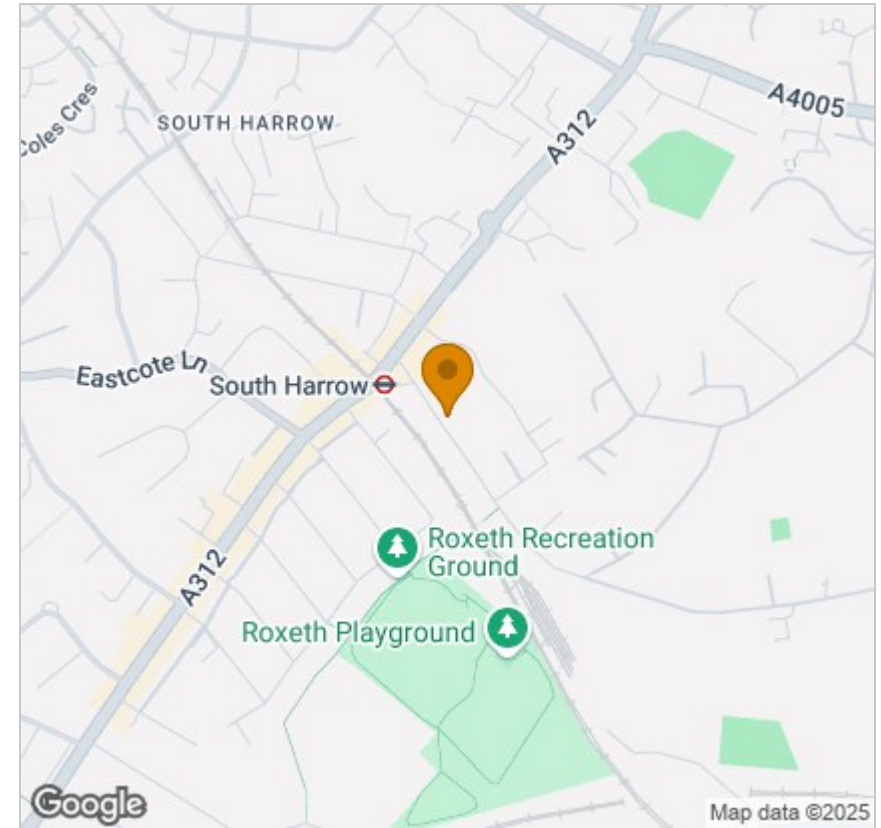 Coles Cres
SOUTH HARROW
A312
A4005
Eastcote Ln
South Harrow
A312
Roxeth Recreation
Ground
Roxeth Playground
Google
Map data ©2025